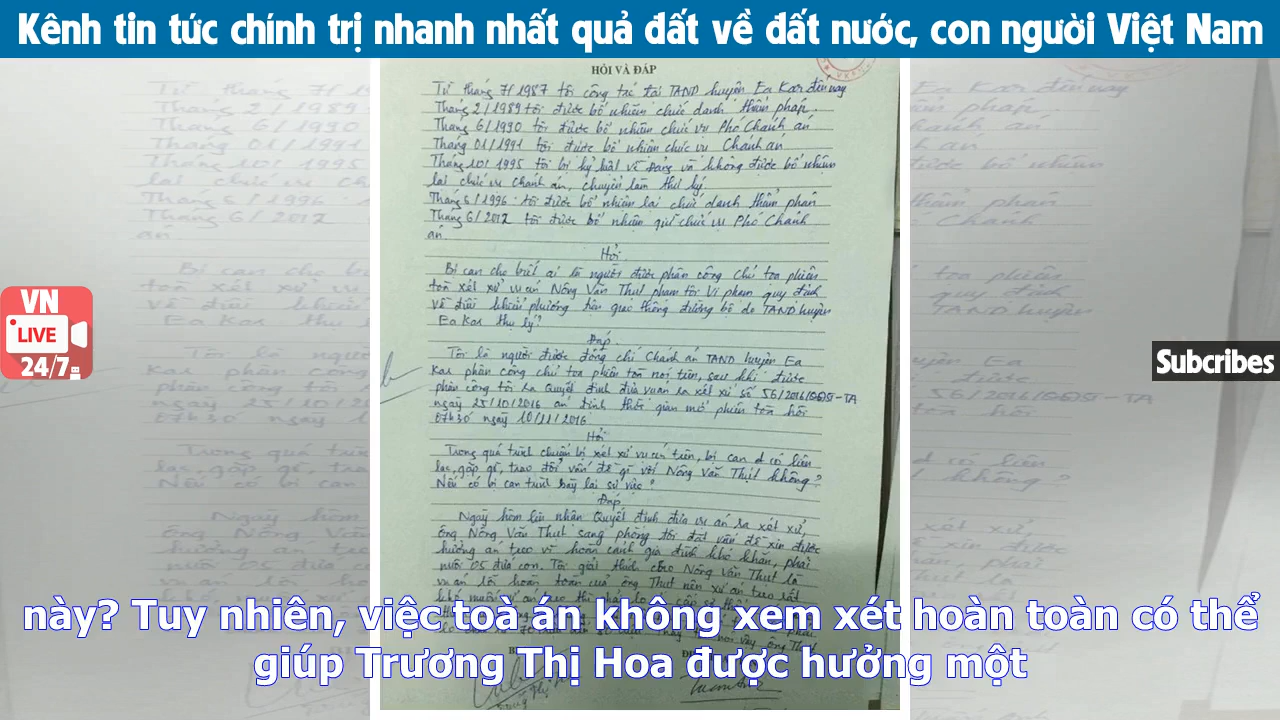 Kênh tin tức chính trị nhanh nhất quả đất về đất nước, con người Việt Nam
HỎI VÀ ĐÁP
Từ tháng 7/1987 tôi công tác tại TAND huyện Ea Kar đến nay
Tháng 2/1989 tôi được bổ nhiệm chức danh thẩm phán.
Tháng 6/1990 tôi được bổ nhiệm chức vụ Phó Chánh án
Tháng 01/1991 tôi được bổ nhiệm chức vụ Chánh án
Tháng 10/1995 tôi bị kỷ luật về Đảng và không được bổ nhiệm
lại chức vụ chánh án, chuyển làm thư ký.
Tháng 5/1996 tôi được bổ nhiệm lại chức danh thẩm phán
Tháng 6/2012 tôi được bổ nhiệm giữ chức vụ Phó Chánh
án.
Hỏi
Bị can cho biết ai là người được phân công chủ tọa phiên
toà xét xử vụ án Nông Văn Thụt phạm tội Vi phạm quy định
về điều khiển phương tiện giao thông đường bộ do TAND huyện
Ea Kar thụ lý?
Đáp
Tôi là người được đồng chí Chánh án TAND huyện Ea
Kar phân công chủ tọa phiên toà nói trên, sau khi được
phân công tôi ra Quyết định đưa vụ án ra xét xử số 56/2016/QĐST-TA
ngày 25/10/2016 ấn định thời gian mở phiên toà hồi
07h30 ngày 10/11/2016
Hỏi
Trong quá trình chuẩn bị xét xử vụ án trên, bị can có liên
lạc, gặp gỡ, trao đổi vấn đề gì với Nông Văn Thụt không?
Nếu có bị can trình bày lại sự việc?
Đáp
Ngày hôm lên nhận Quyết định đưa vụ án ra xét xử,
ông Nông Văn Thụt sang phòng tôi đặt vấn đề xin được
hưởng án treo vì hoàn cảnh gia đình khó khăn, phải
nuôi 05 đứa con. Tôi giải thích cho Nông Văn Thụt là
vụ án lỗi hoàn toàn của ông Thụt nên xử án treo rất
VN
LIVE
24/7
Subcribes
này? Tuy nhiên, việc toà án không xem xét hoàn toàn có thể
giúp Trương Thị Hoa được hưởng một